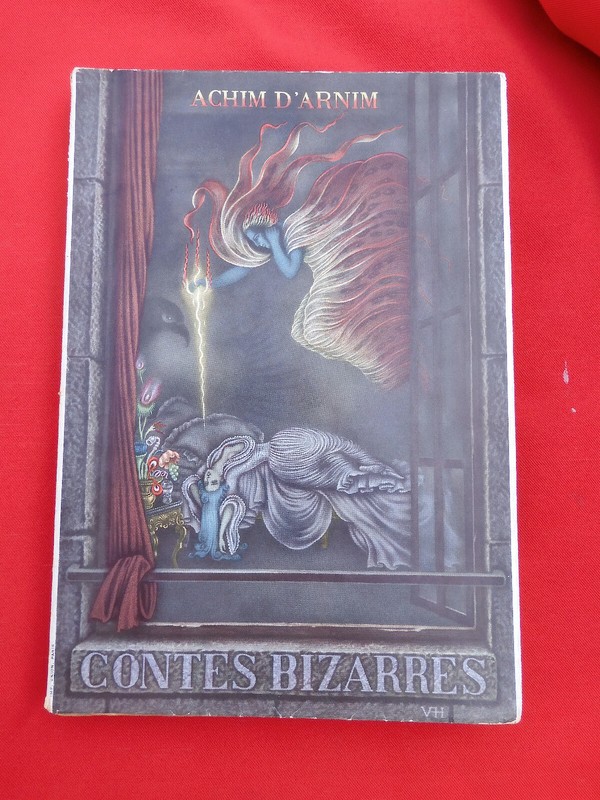 ACHIM D'ARNIM
CONTES BIZARRES
VH